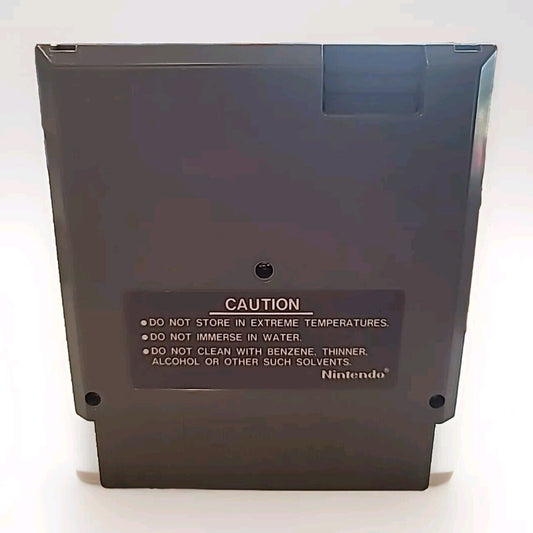 CAUTION
● DO NOT STORE IN EXTREME TEMPERATURES.
● DO NOT IMMERSE IN WATER.
● DO NOT CLEAN WITH BENZENE, THINNER,
ALCOHOL OR OTHER SUCH SOLVENTS.
Nintendo®